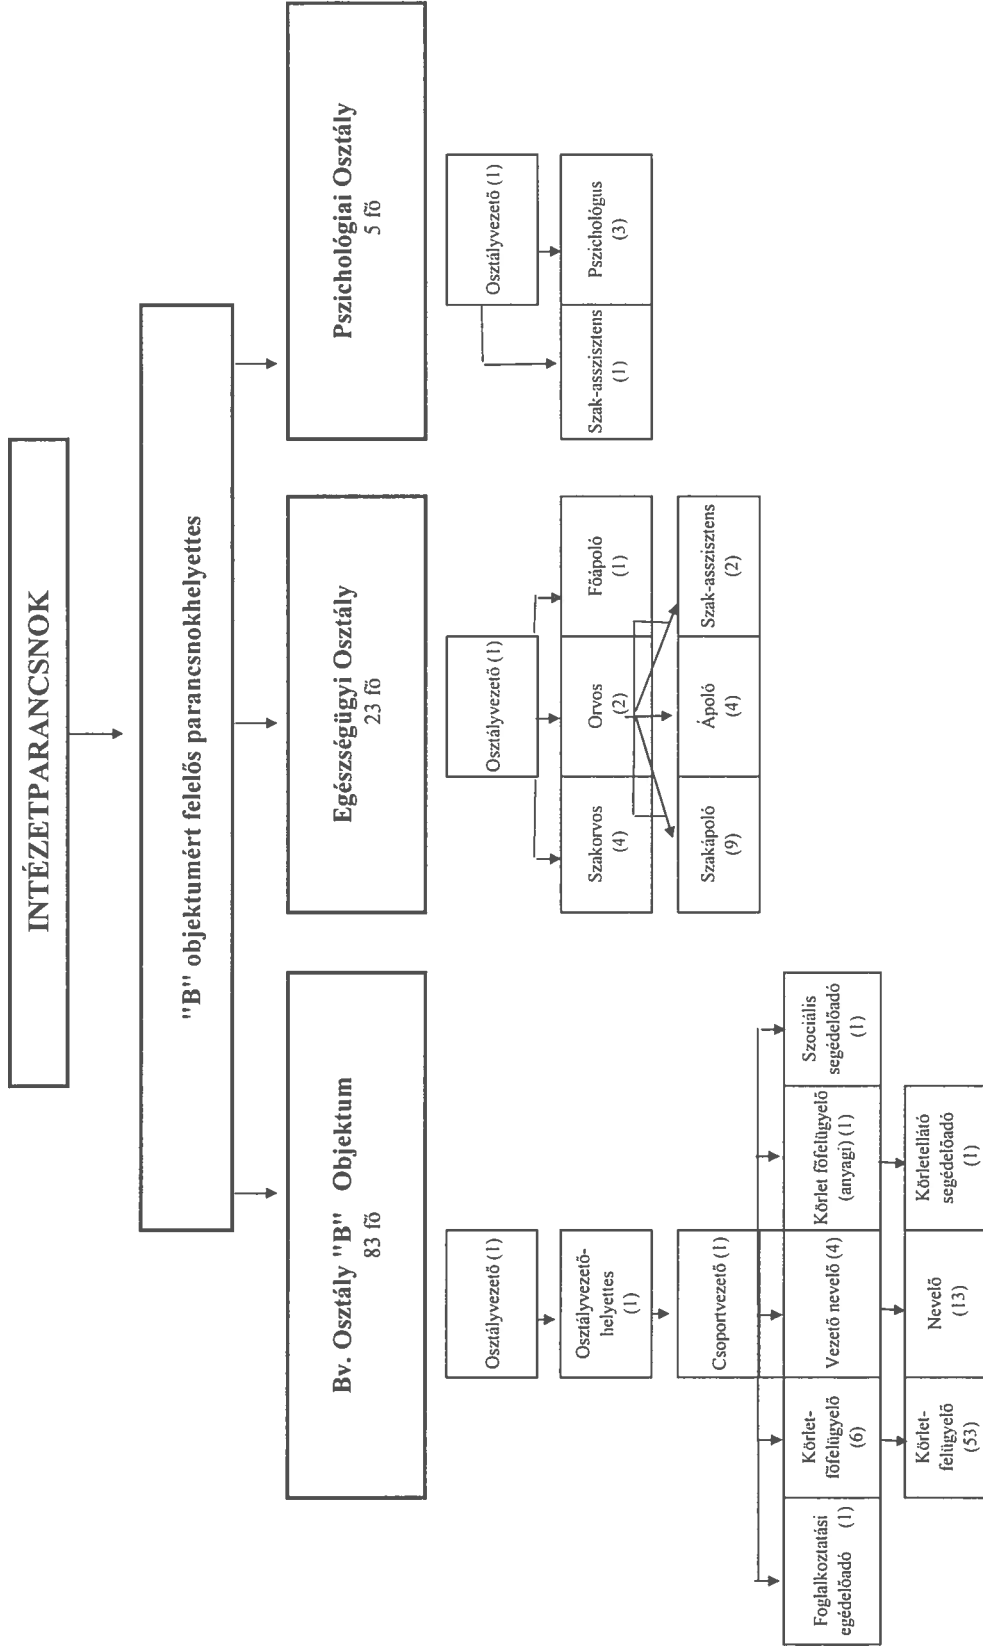 INTÉZETPARANCSNOK
"B" objektumért felelős parancsnokhelyettes
Bv. Osztály "B" Objektum
83 fő
Osztályvezető (1)
Osztályvezető-
helyettes
(1)
Csoportvezető (1)
Foglalkoztatási
egédelőadó (1)
Körlet-
főfelügyelő
(6)
Vezető nevelő (4)
Körlet főfelügyelő
(anyagi) (1)
Szociális
segédelőadó
(1)
Körlet-
felügyelő
(53)
Nevelő
(13)
Körletellátó
segédelőadó
(1)
Egészségügyi Osztály
23 fő
Osztályvezető (1)
Szakorvos
(4)
Orvos
(2)
Főápoló
(1)
Szakápoló
(9)
Ápoló
(4)
Szak-asszisztens
(2)
Pszichológiai Osztály
5 fő
Osztályvezető (1)
Szak-asszisztens
(1)
Pszichológus
(3)